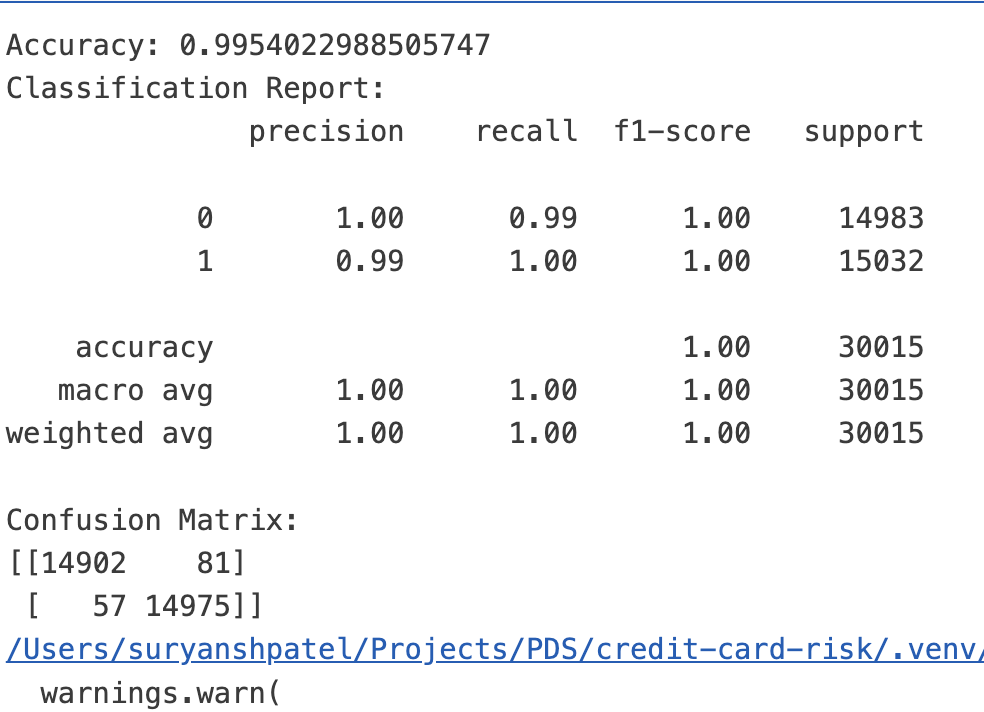 Accuracy: 0.9954022988505747
Classification Report:
precision recall f1-score support
0 1.00 0.99 1.00 14983
1 0.99 1.00 1.00 15032
accuracy 1.00 30015
macro avg 1.00 1.00 1.00 30015
weighted avg 1.00 1.00 1.00 30015
Confusion Matrix:
[[14902 81]
[ 57 14975]]
/Users/suryanshpatel/Projects/PDS/credit-card-risk/.venv/
warnings.warn(